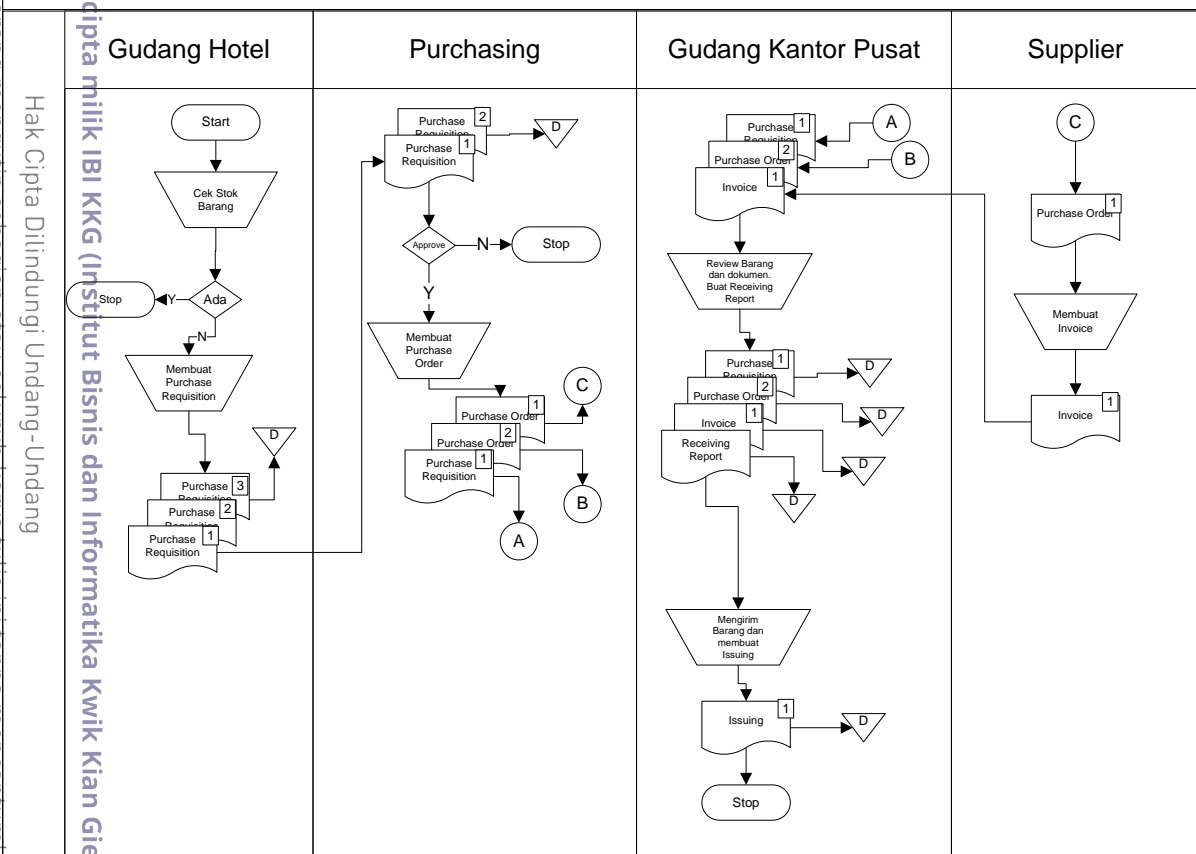 Gudang Hotel
Purchasing
Gudang Kantor Pusat
Supplier
Start
Cek Stok
Barang
Ada
Y
Stop
N
Membuat
Purchase
Requisition
D
Purchase
Requisition
3
Purchase
Requisition
2
Purchase
Requisition
1
Purchase
Requisition
2
D
Purchase
Requisition
1
Approve
N
Stop
Y
Membuat
Purchase
Order
Purchase Order
1
C
Purchase Order
2
B
Purchase
Requisition
1
A
Purchase
Requisition
1
A
Purchase Order
2
B
Invoice
1
Review Barang
dan dokumen.
Buat Receiving
Report
Purchase
Requisition
1
D
Purchase Order
2
D
Invoice
1
D
Receiving
Report
D
Mengirim
Barang dan
membuat
Issuing
Issuing
1
D
Stop
C
Purchase Order
1
Membuat
Invoice
Invoice
1
Hak Cipta Dilindungi Undang-Undang
cipta milik IBI KKG (Institut Bisnis dan Informatika Kwik Kian Gie